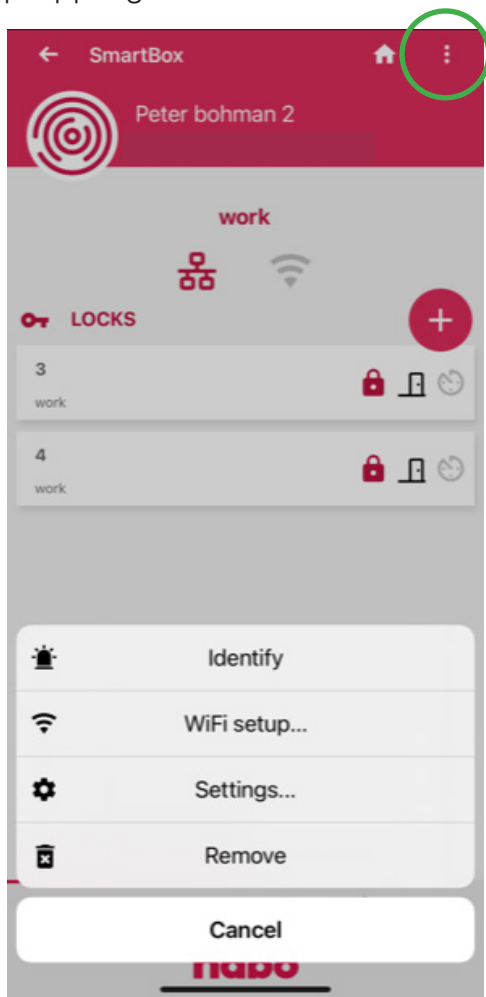 SmartBox
Peter bohman 2
work
LOCKS
3
work
4
work
Identify
WiFi setup...
Settings...
Remove
Cancel